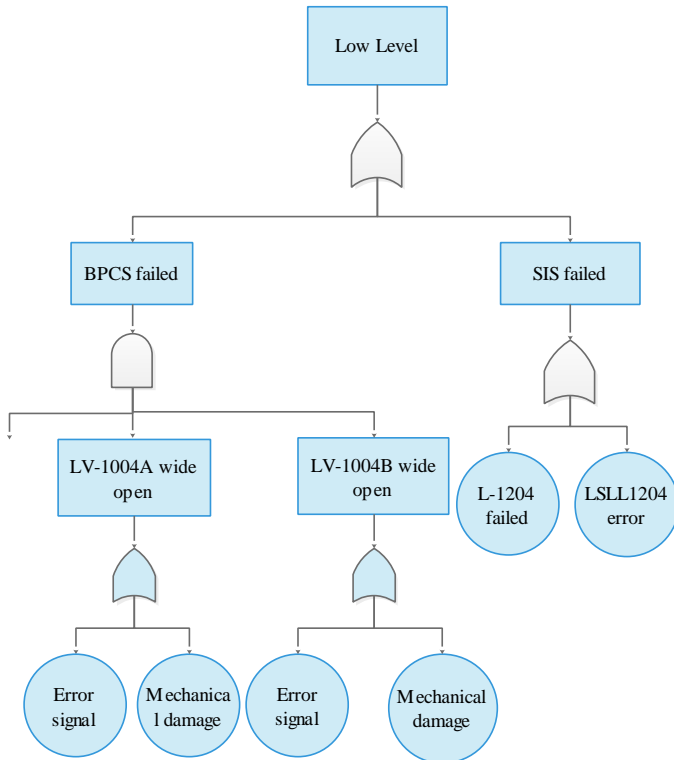 Low Level
BPCS failed
SIS failed
LV-1004A wide
open
LV-1004B wide
open
L-1204
failed
LSLL1204
error
Error
signal
Mechanica
l damage
Error
signal
Mechanical
damage